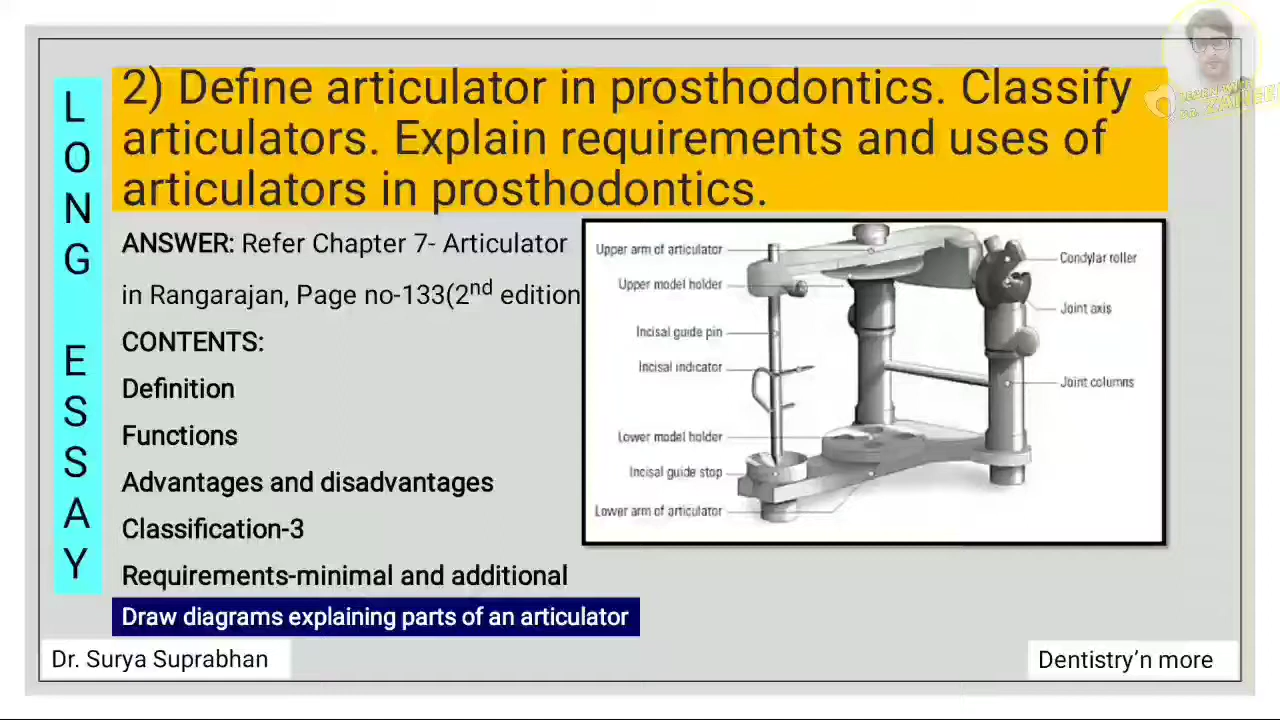 LONG ESSAY
2) Define articulator in prosthodontics. Classify
articulators. Explain requirements and uses of
articulators in prosthodontics.
ANSWER: Refer Chapter 7- Articulator
in Rangarajan, Page no-133(2nd edition
CONTENTS:
Definition
Functions
Advantages and disadvantages
Classification-3
Requirements-minimal and additional
Draw diagrams explaining parts of an articulator
Upper arm of articulator
Upper model holder
Incisal guide pin
Incisal indicator
Lower model holder
Incisal guide stop
Lower arm of articulator
Condylar roller
Joint axis
Joint columns
Dr. Surya Suprabhan
Dentistry'n more